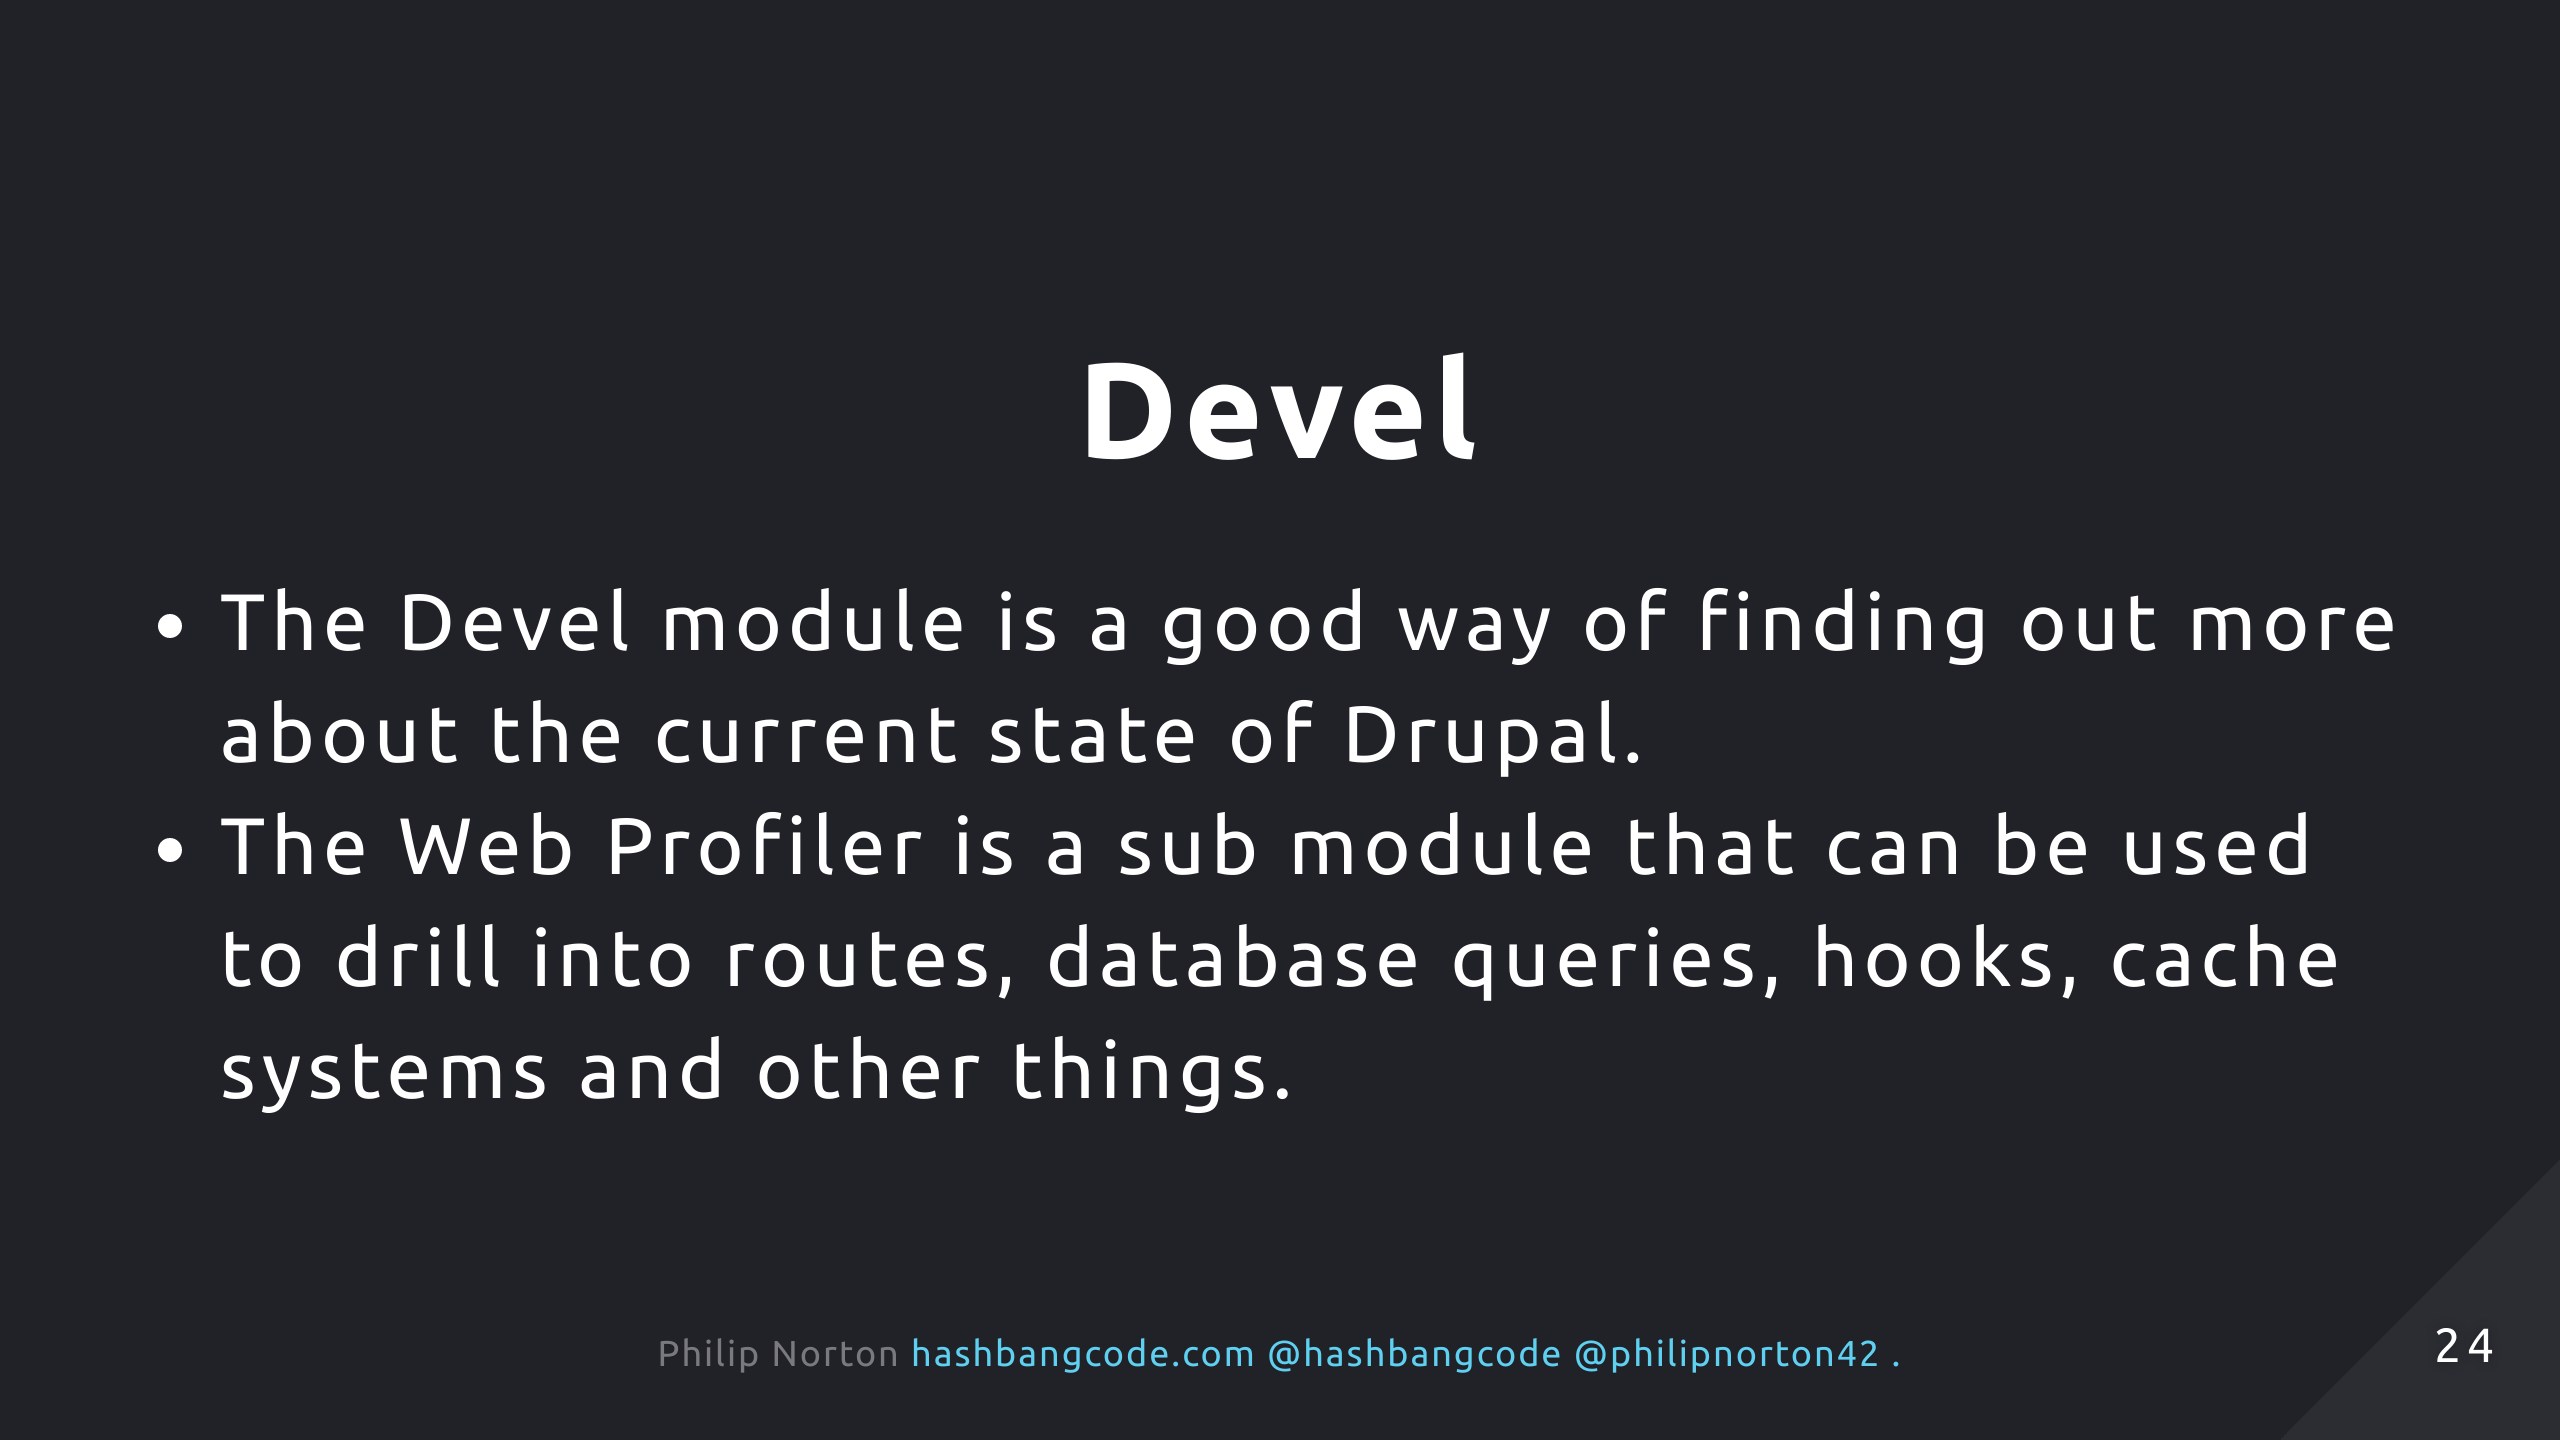 Devel
• The Devel module is a good way of finding out more
about the current state of Drupal.
• The Web Profiler is a sub module that can be used
to drill into routes, database queries, hooks, cache
systems and other things.
Philip Norton hashbangcode.com @hashbangcode @philipnorton42 .
24